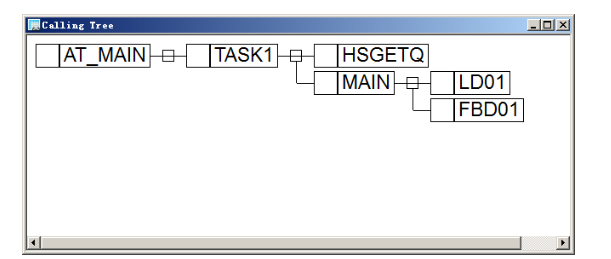 Calling Tree
AT_MAIN TASK1 HSGETQ
MAIN LD01
FBD01